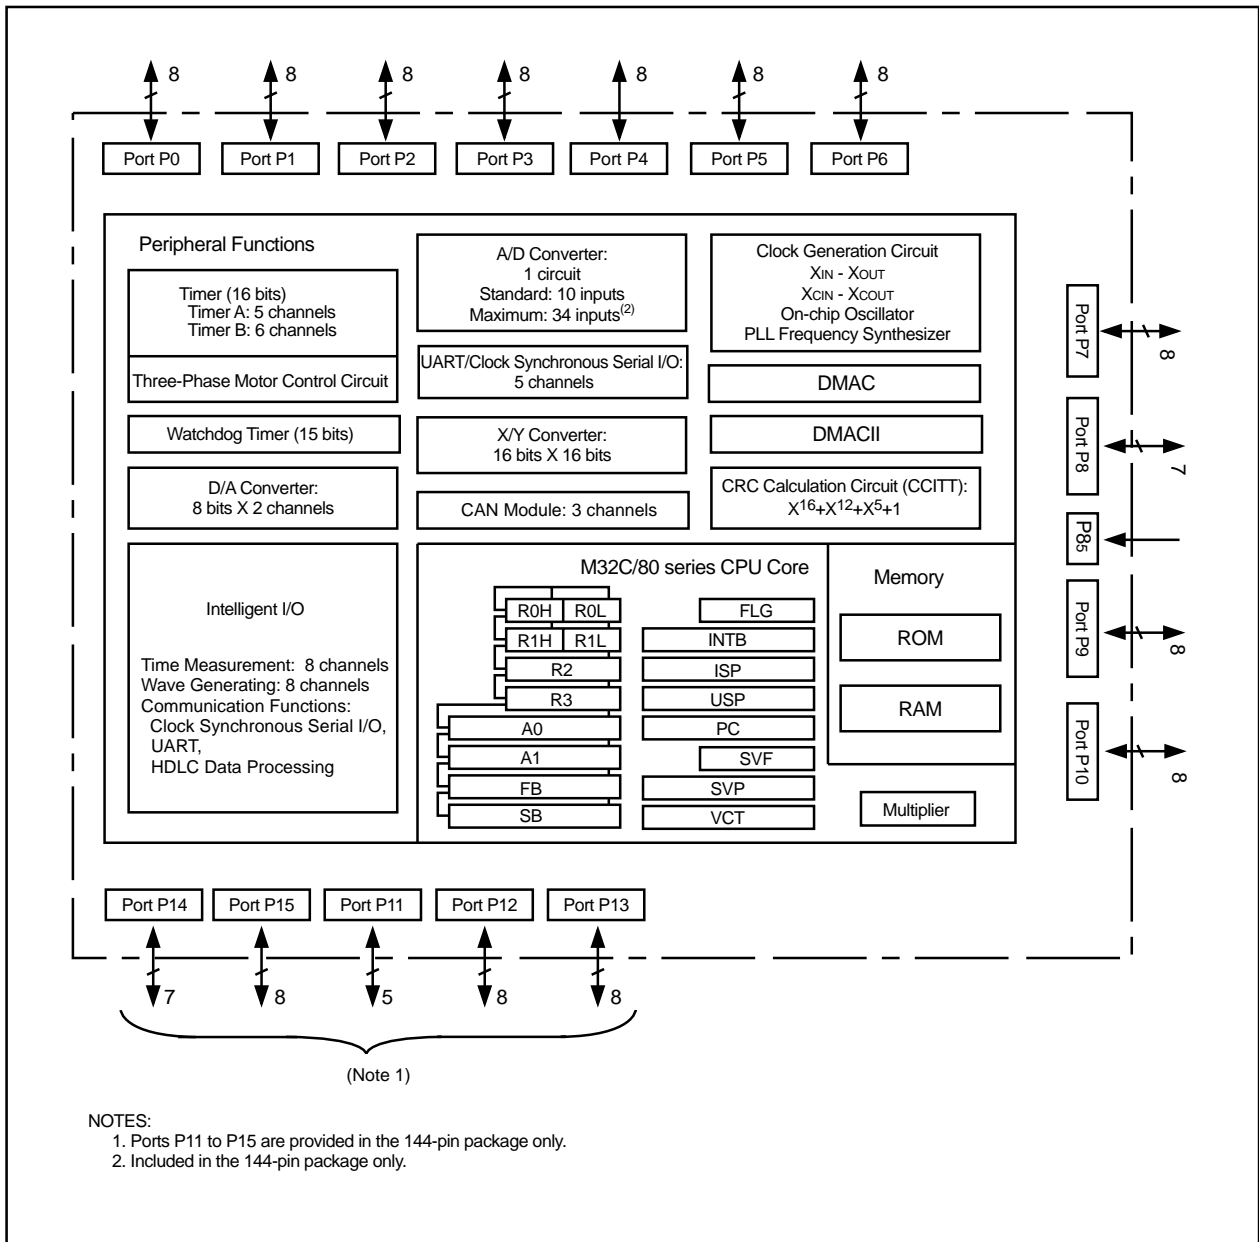 8 8 8 8 8 8 8
Port P0 Port P1 Port P2 Port P3 Port P4 Port P5 Port P6
Peripheral Functions
Timer (16 bits)
Timer A: 5 channels
Timer B: 6 channels
Three-Phase Motor Control Circuit
Watchdog Timer (15 bits)
D/A Converter:
8 bits X 2 channels
Intelligent I/O
Time Measurement: 8 channels
Wave Generating: 8 channels
Communication Functions:
Clock Synchronous Serial I/O,
UART,
HDLC Data Processing
A/D Converter:
1 circuit
Standard: 10 inputs
Maximum: 34 inputs(2)
UART/Clock Synchronous Serial I/O:
5 channels
X/Y Converter:
16 bits X 16 bits
CAN Module: 3 channels
Clock Generation Circuit
XIN - XOUT
XCIN - XCOUT
On-chip Oscillator
PLL Frequency Synthesizer
DMAC
DMACII
CRC Calculation Circuit (CCITT):
X16+X12+X5+1
M32C/80 series CPU Core
R0H R0L
R1H R1L
R2
R3
A0
A1
FB
SB
FLG
INTB
ISP
USP
PC
SVF
SVP
VCT
Memory
ROM
RAM
Multiplier
Port P7
8
Port P8
7
P85
Port P9
8
Port P10
8
Port P14 Port P15 Port P11 Port P12 Port P13
7 8 5 8 8
(Note 1)
NOTES:
1. Ports P11 to P15 are provided in the 144-pin package only.
2. Included in the 144-pin package only.